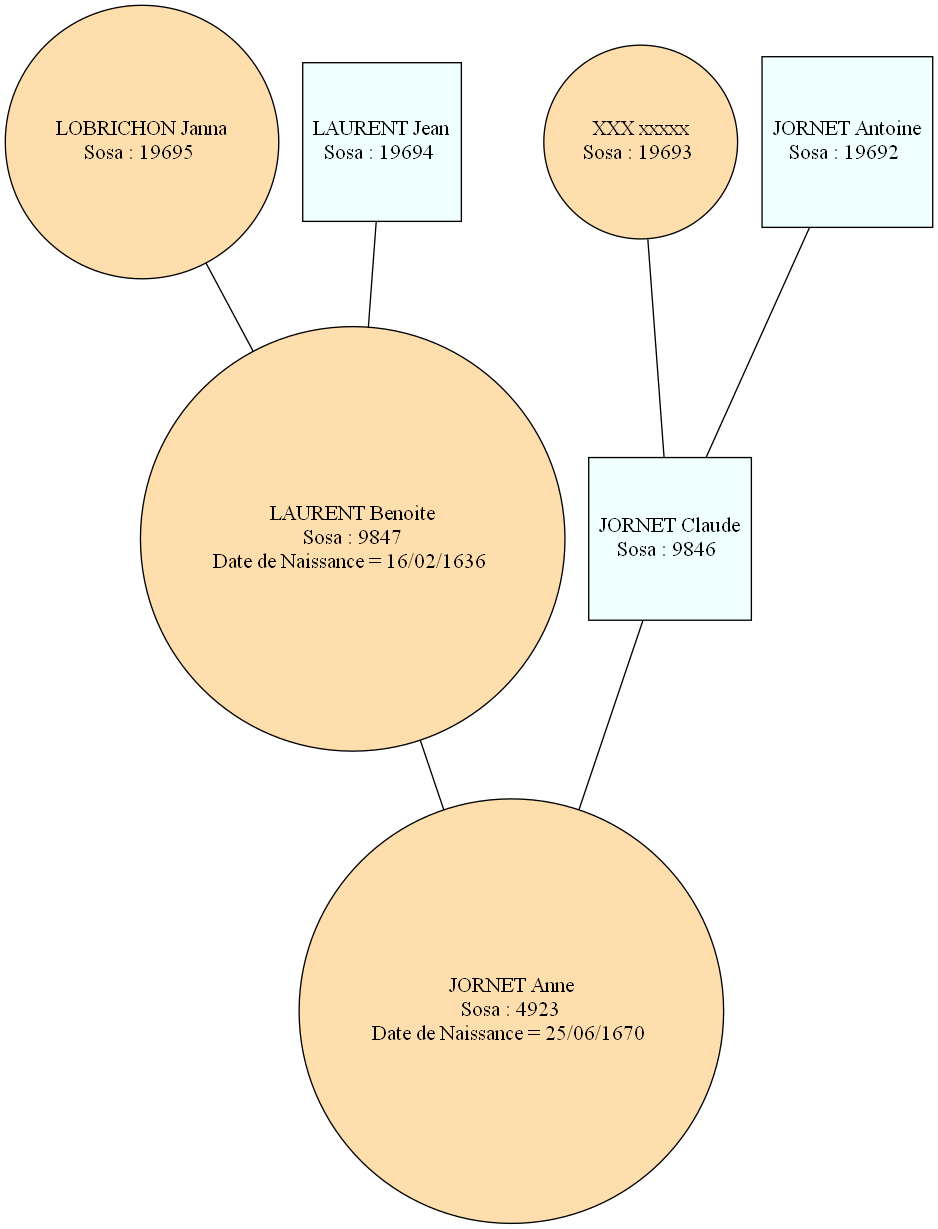 LOBRICHON Janna
Sosa : 19695
LAURENT Jean
Sosa : 19694
XXX xxxxx
Sosa : 19693
JORNET Antoine
Sosa : 19692
LAURENT Benoite
Sosa : 9847
Date de Naissance = 16/02/1636
JORNET Claude
Sosa : 9846
JORNET Anne
Sosa : 4923
Date de Naissance = 25/06/1670